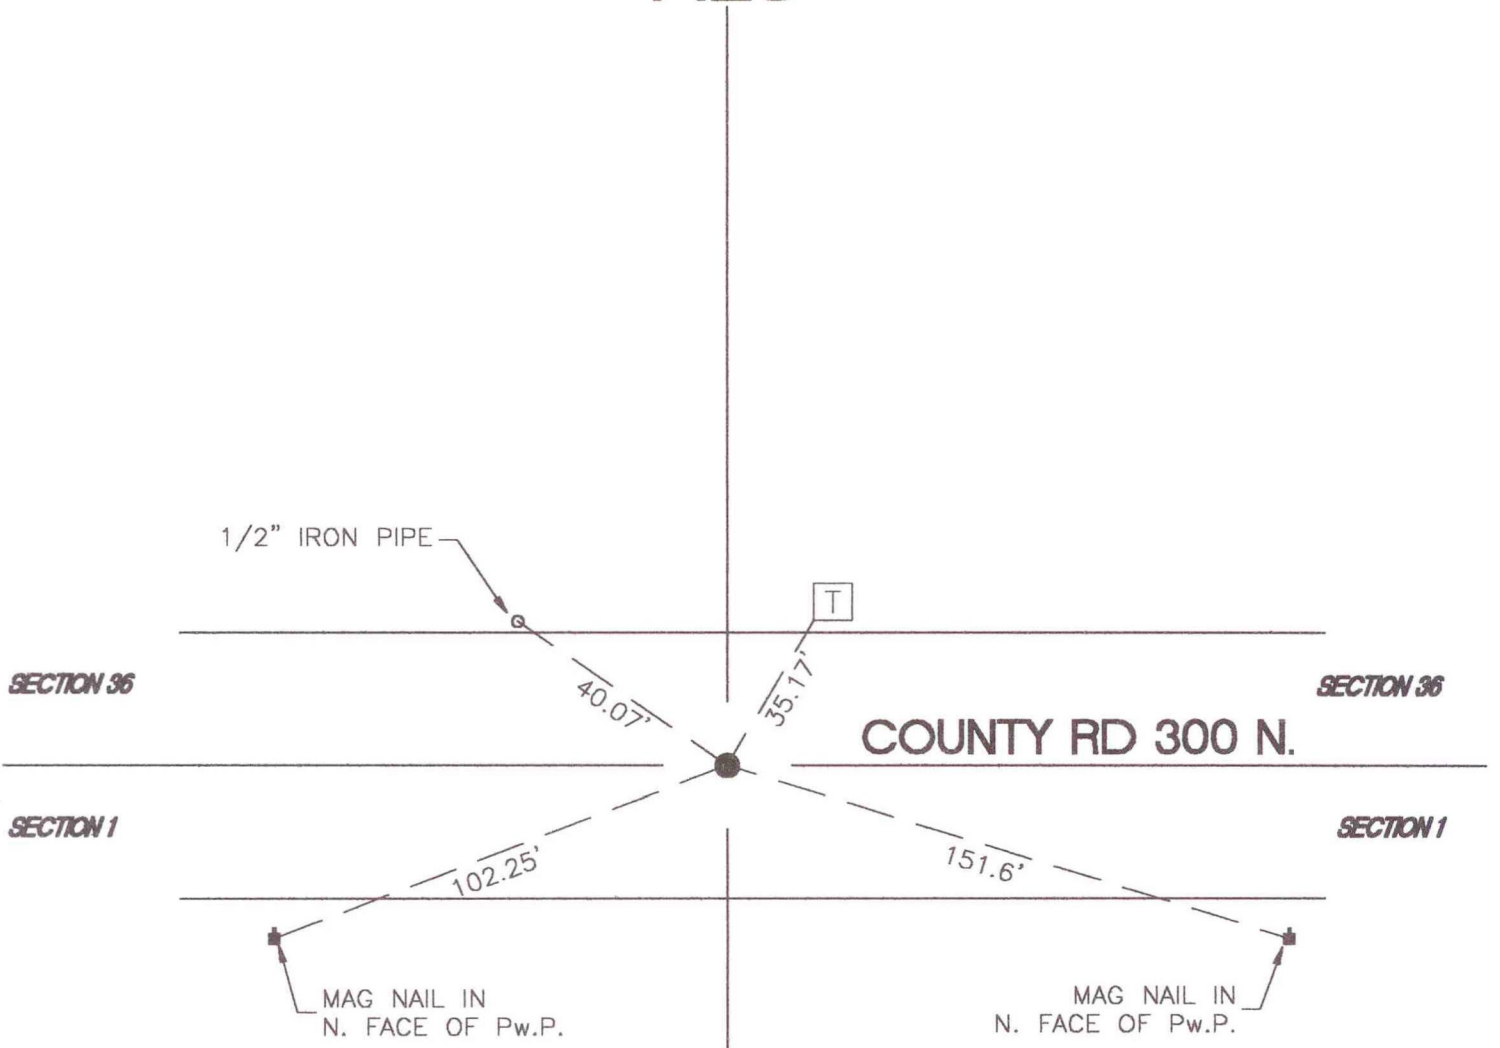 1/2" IRON PIPE
T
SECTION 36
SECTION 36
40.07'
35.17'
COUNTY RD 300 N.
SECTION 1
SECTION 1
102.25'
151.6'
MAG NAIL IN
N. FACE OF Pw.P.
MAG NAIL IN
N. FACE OF Pw.P.